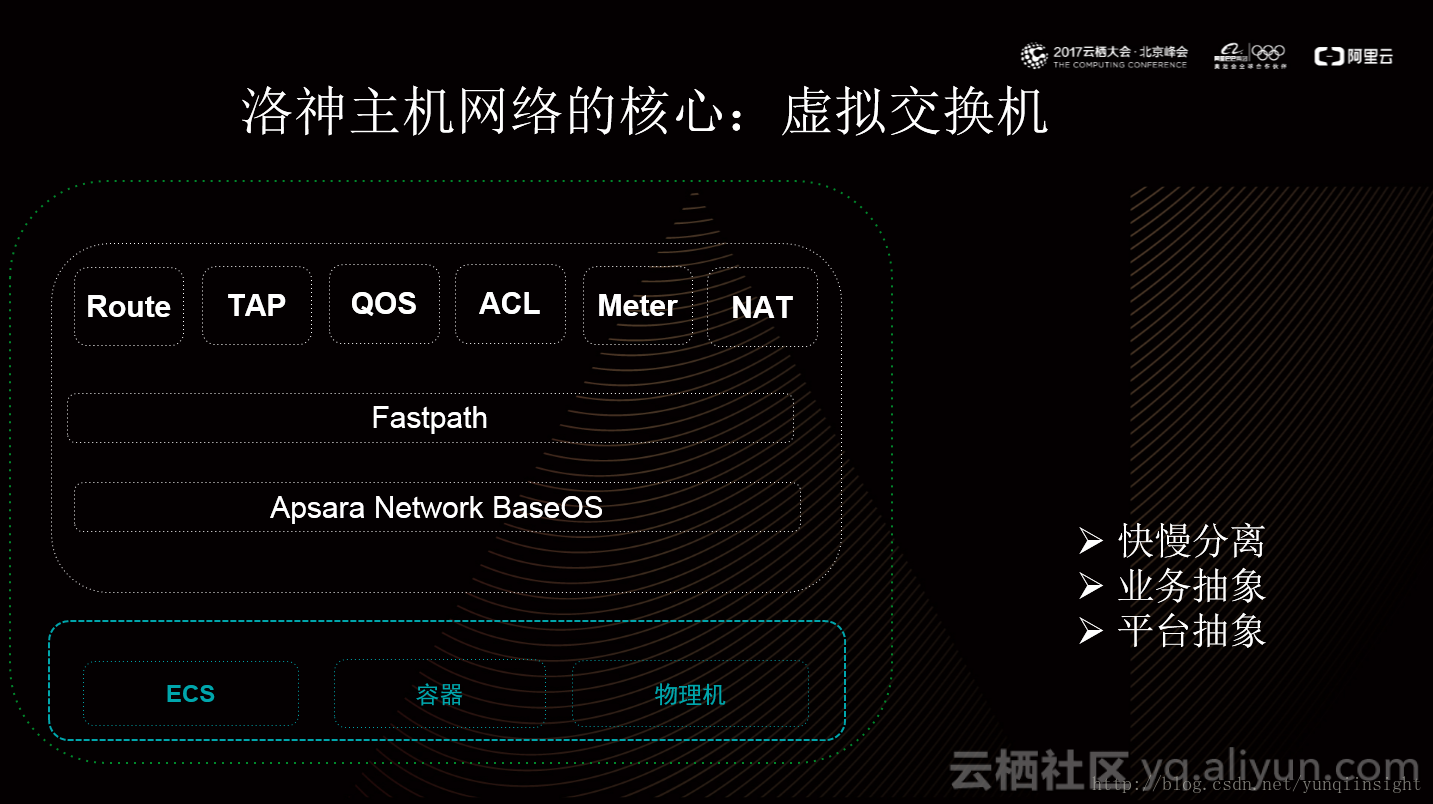 2017云栖大会·北京峰会
THE COMPUTING CONFERENCE
阿里云
洛神主机网络的核心：虚拟交换机
Route TAP QOS ACL Meter NAT
Fastpath
Apsara Network BaseOS
ECS 容器 物理机
➢ 快慢分离
➢ 业务抽象
➢ 平台抽象
云栖社区 yq.aliyun.com
http://blog.csdn.net/yunqiinsight